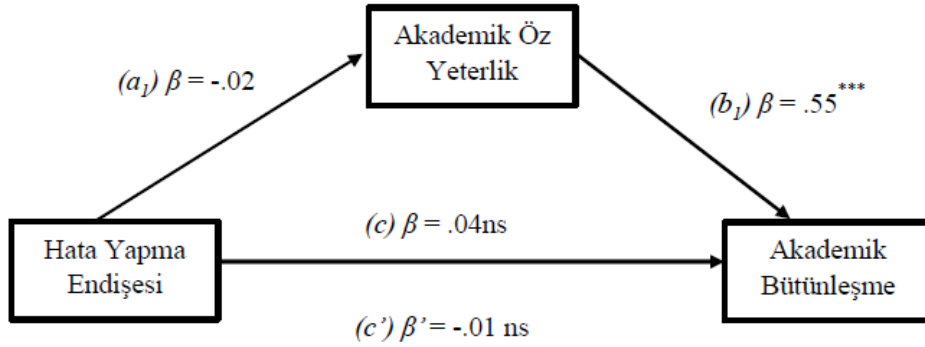 Akademik Öz
Yeterlik
(a₁) β = -.02
(b₁) β = .55***
(c) β = .04ns
Hata Yapma
Endişesi
Akademik
Bütünleşme
(c’) β’ = -.01 ns